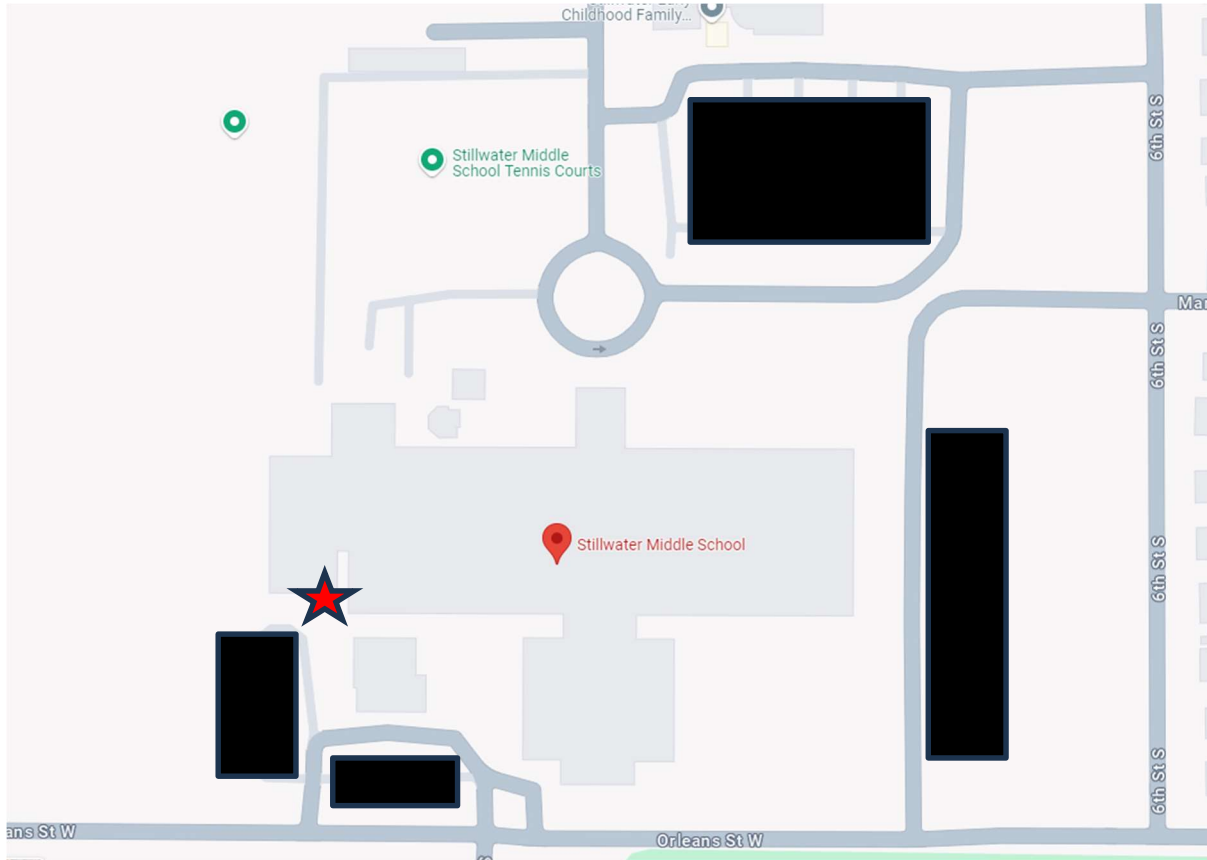 Childhood Family...
6th St S
Stillwater Middle
School Tennis Courts
6th St S
Stillwater Middle School
6th St S
6th St S
ans St W
Orleans St W